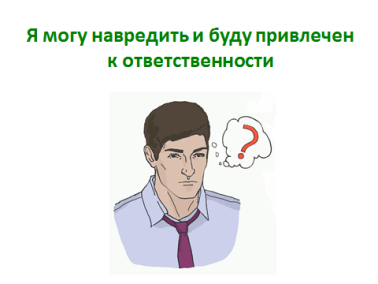 Я могу навредить и буду привлечен
к ответственности
?